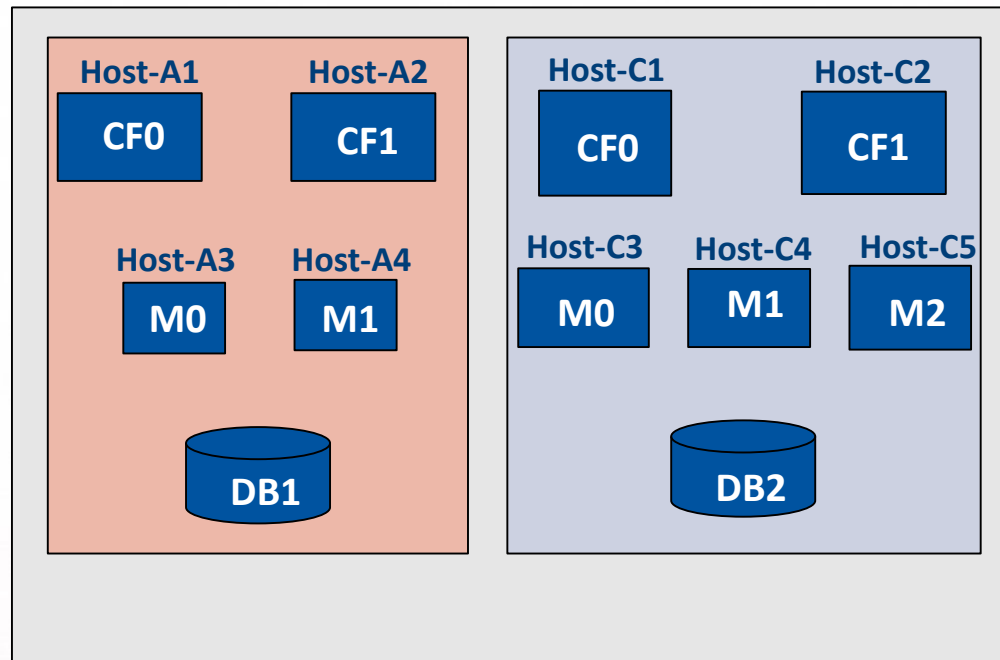 Host-A1
CF0
Host-A2
CF1
Host-A3
M0
Host-A4
M1
DB1
Host-C1
CF0
Host-C2
CF1
Host-C3
M0
Host-C4
M1
Host-C5
M2
DB2